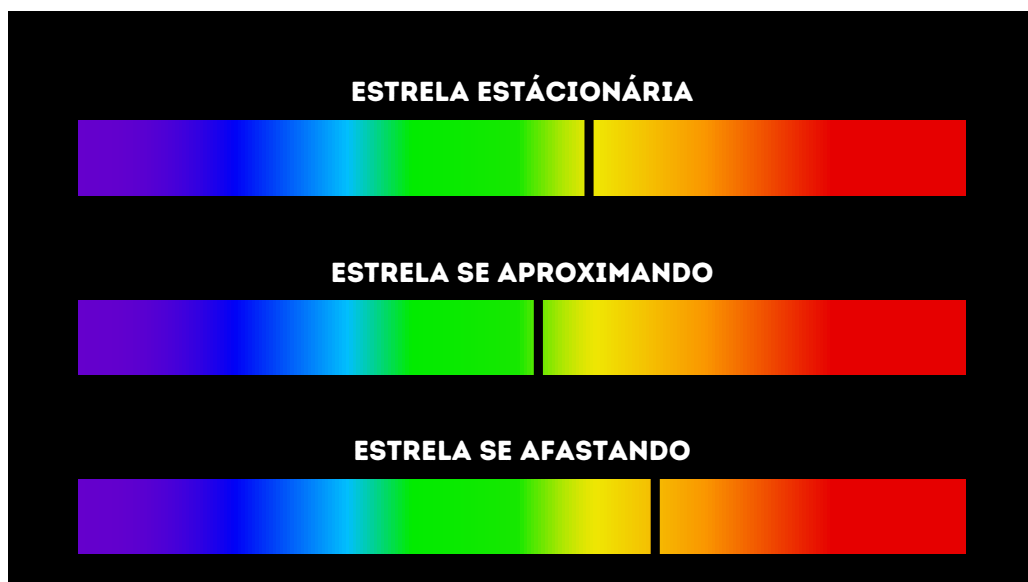 ESTRELA ESTÁCIONÁRIA
ESTRELA SE APROXIMANDO
ESTRELA SE AFASTANDO